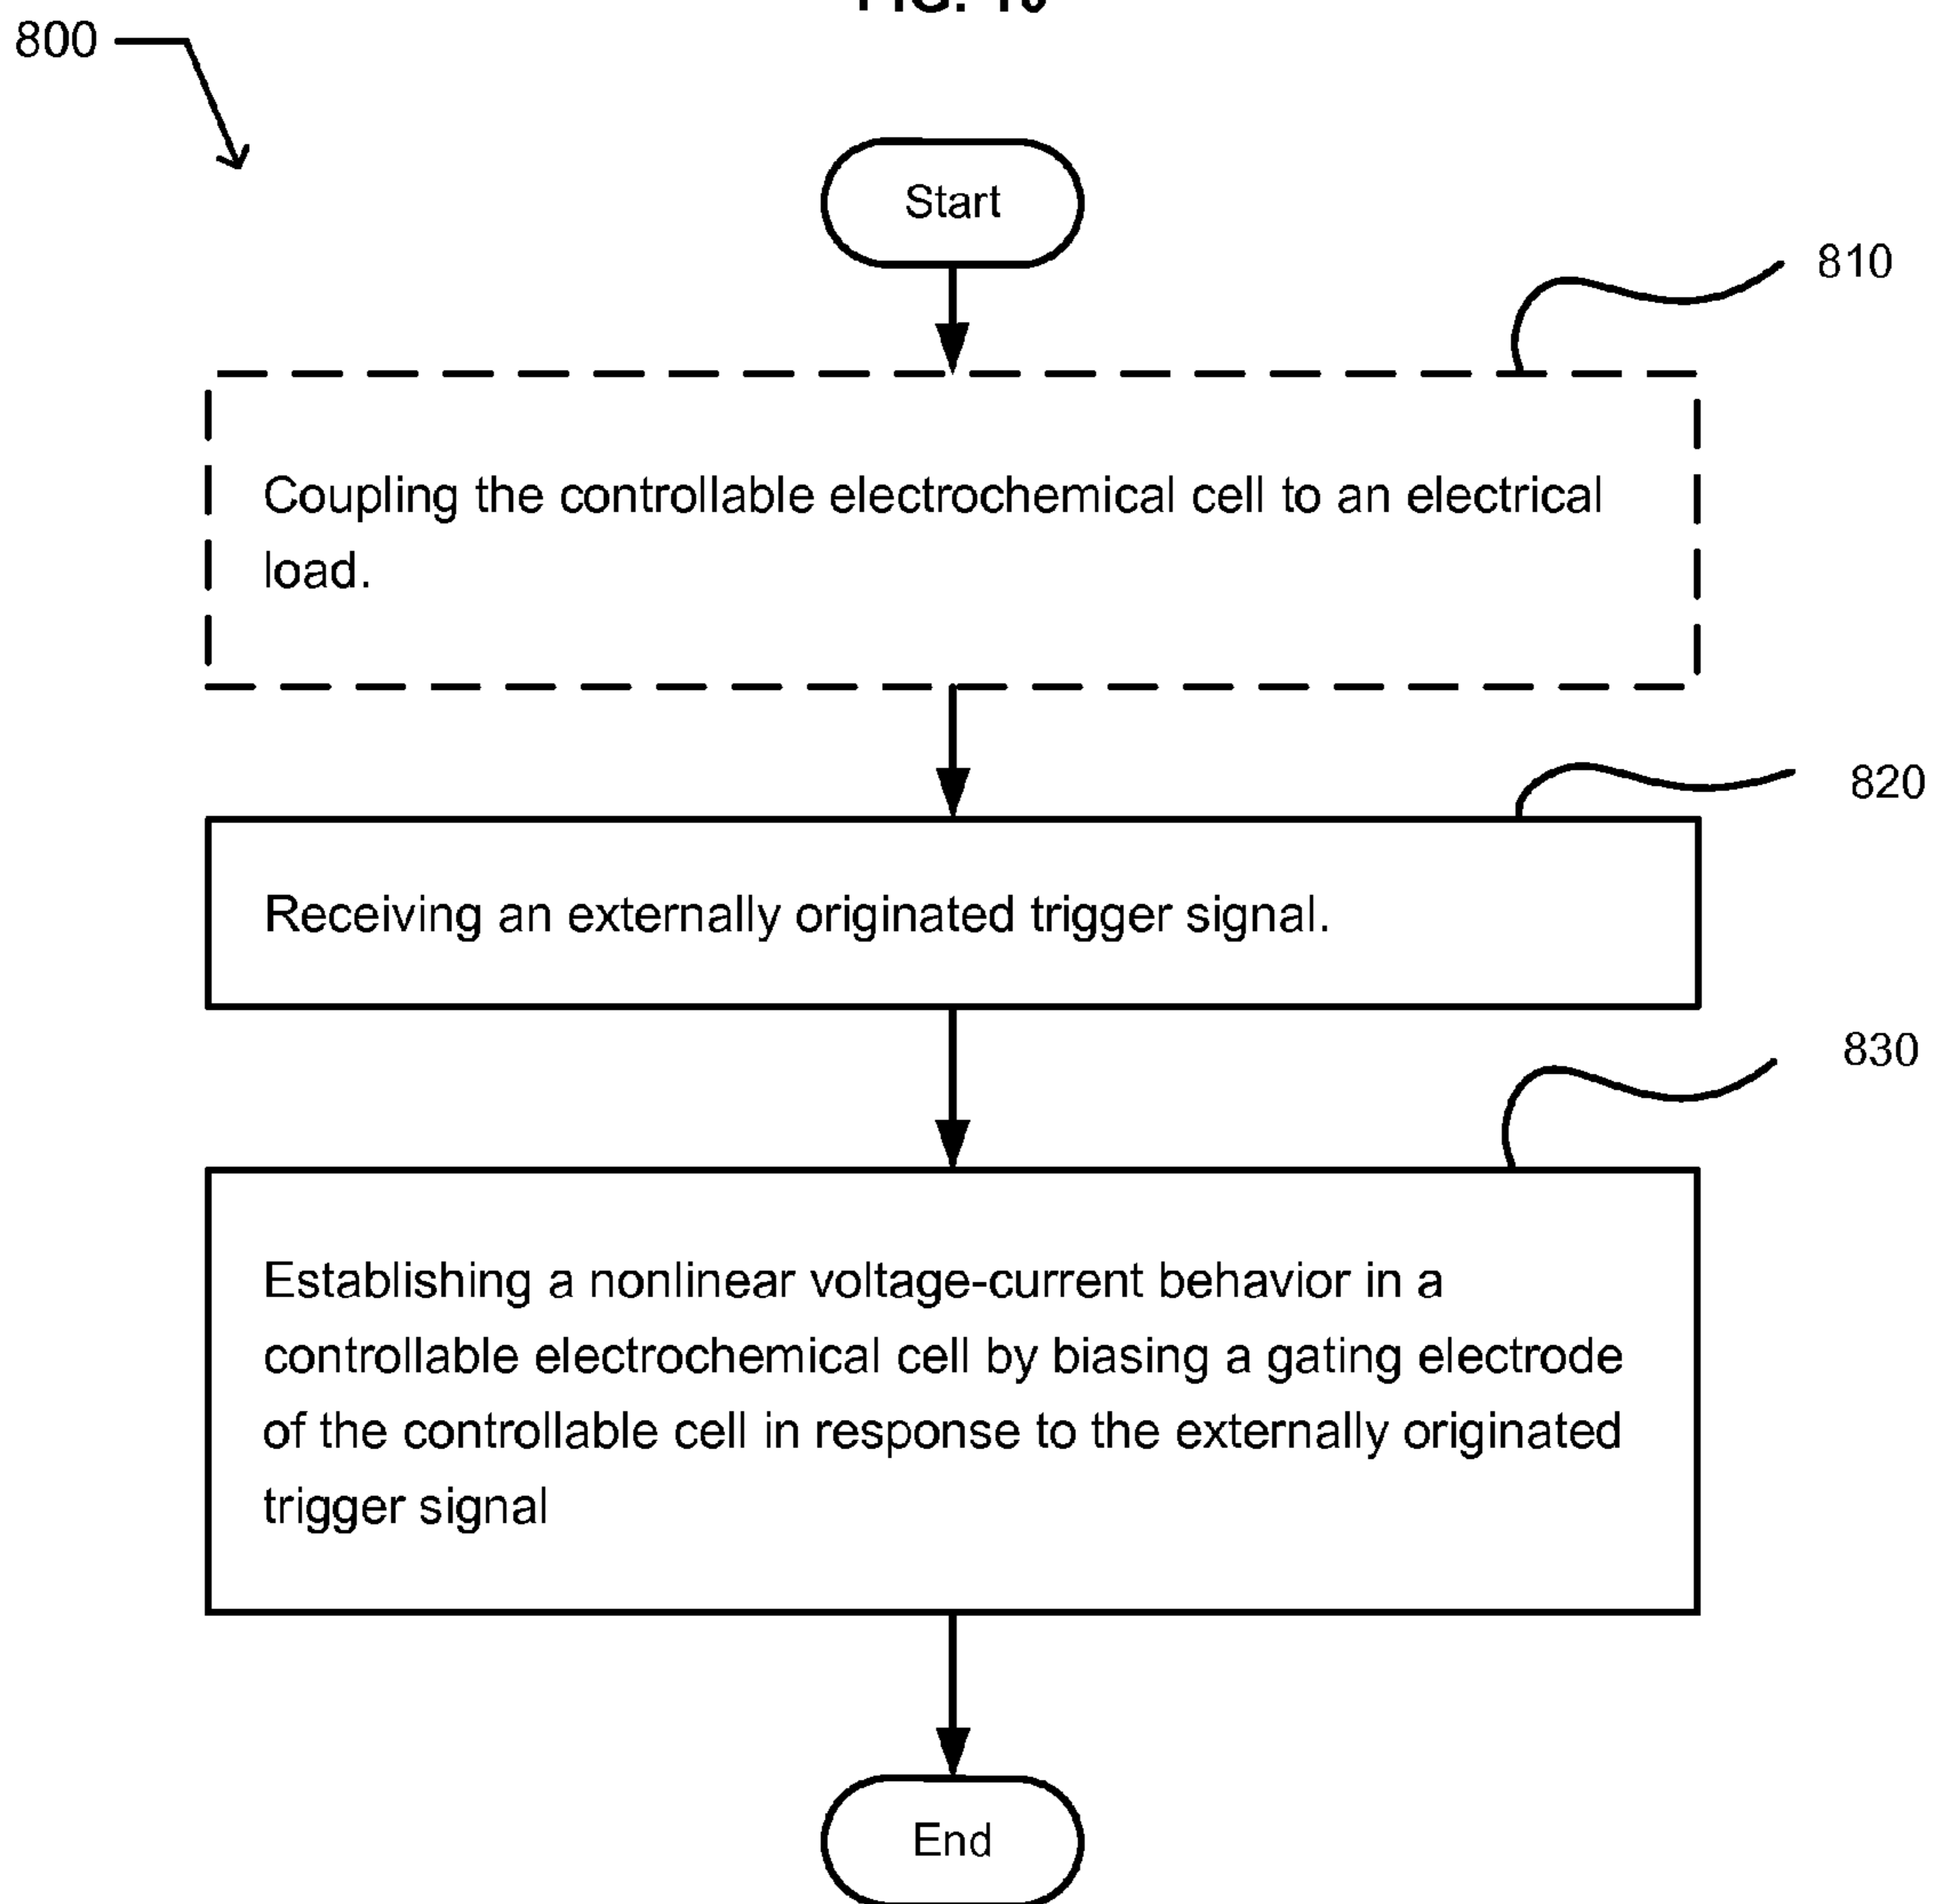 FIG.
800
Start
810
Coupling the controllable electrochemical cell to an electrical
load.
820
Receiving an externally originated trigger signal.
830
Establishing a nonlinear voltage-current behavior in a
controllable electrochemical cell by biasing a gating electrode
of the controllable cell in response to the externally originated
trigger signal
End